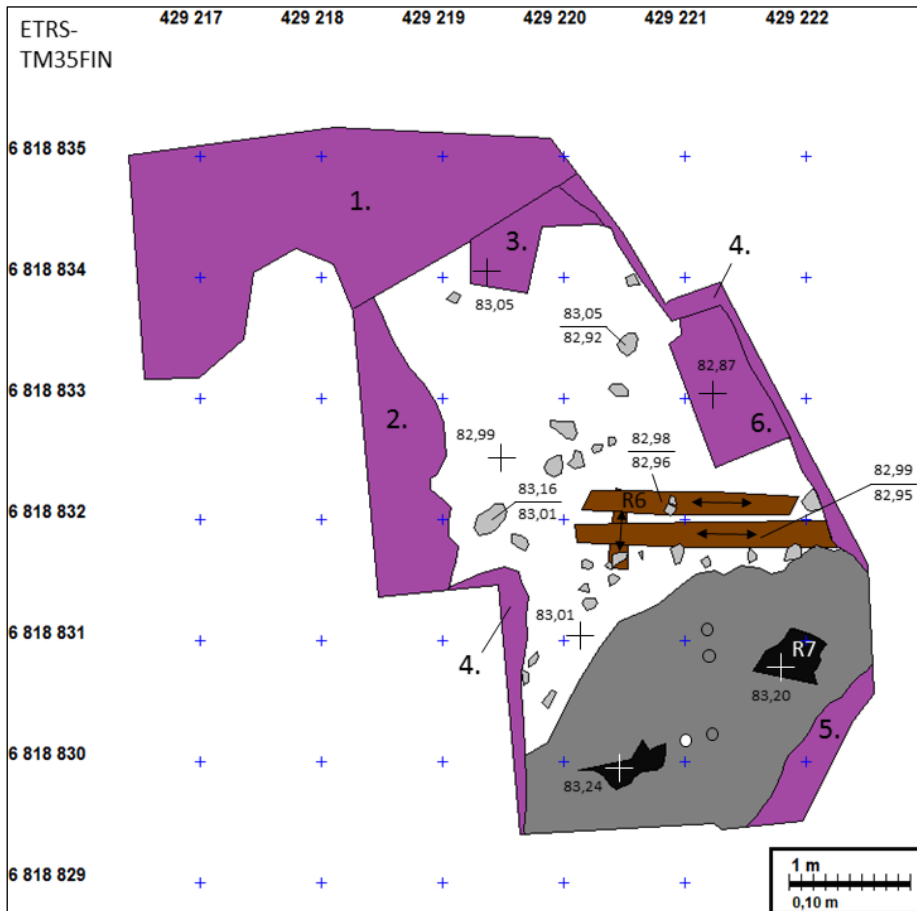 429 217 429 218 429 219 429 220 429 221 429 222
ETRS-
TM35FIN
6 818 835
1.
3.
4.
6 818 834
83,05
83,05
82,92
82,87
6 818 833
2.
6.
82,99
82,98
82,96
82,99
82,95
83,16
83,01
R6
6 818 832
83,01
6 818 831
4.
R7
83,20
5.
6 818 830
83,24
6 818 829
1 m
0,10 m